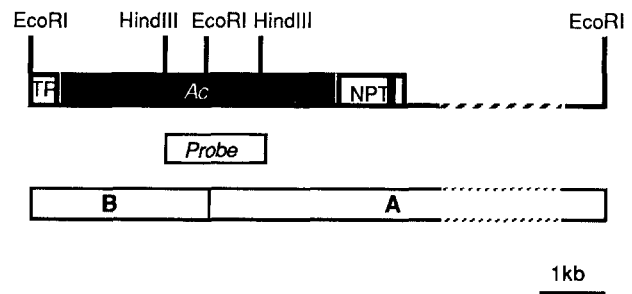 EcoRI HindIII EcoRI HindIII EcoRI
TP Ac NPT
Probe
B A
1kb